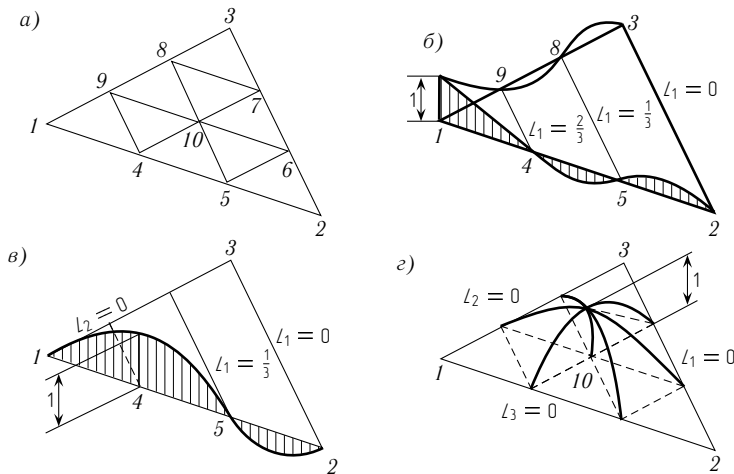 а)
3
8
9
7
1
10
4
6
5
2
б)
3
8
9
1
1
L₁ = 0
L₁ = 1/3
L₁ = 2/3
4
5
2
в)
3
L₂ = 0
1
L₁ = 0
L₁ = 1/3
1
4
5
2
г)
3
1
L₂ = 0
1
10
L₁ = 0
L₃ = 0
2